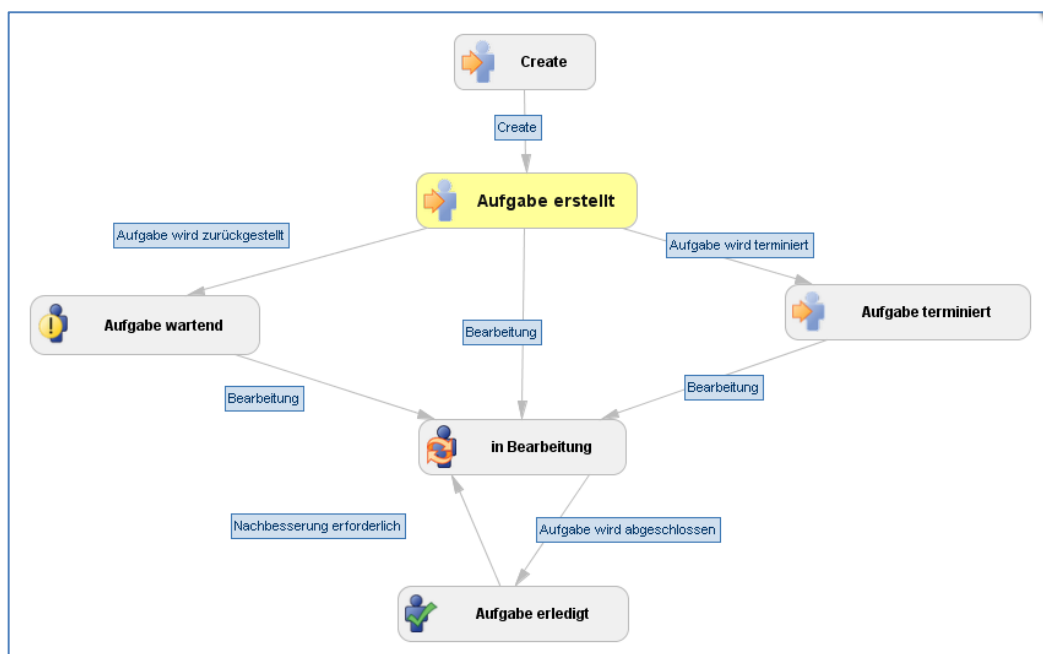 Create
Create
Aufgabe erstellt
Aufgabe wird zurückgestellt
Aufgabe wird terminiert
Aufgabe wartend
Aufgabe terminiert
Bearbeitung
Bearbeitung
Bearbeitung
in Bearbeitung
Nachbesserung erforderlich
Aufgabe wird abgeschlossen
Aufgabe erledigt